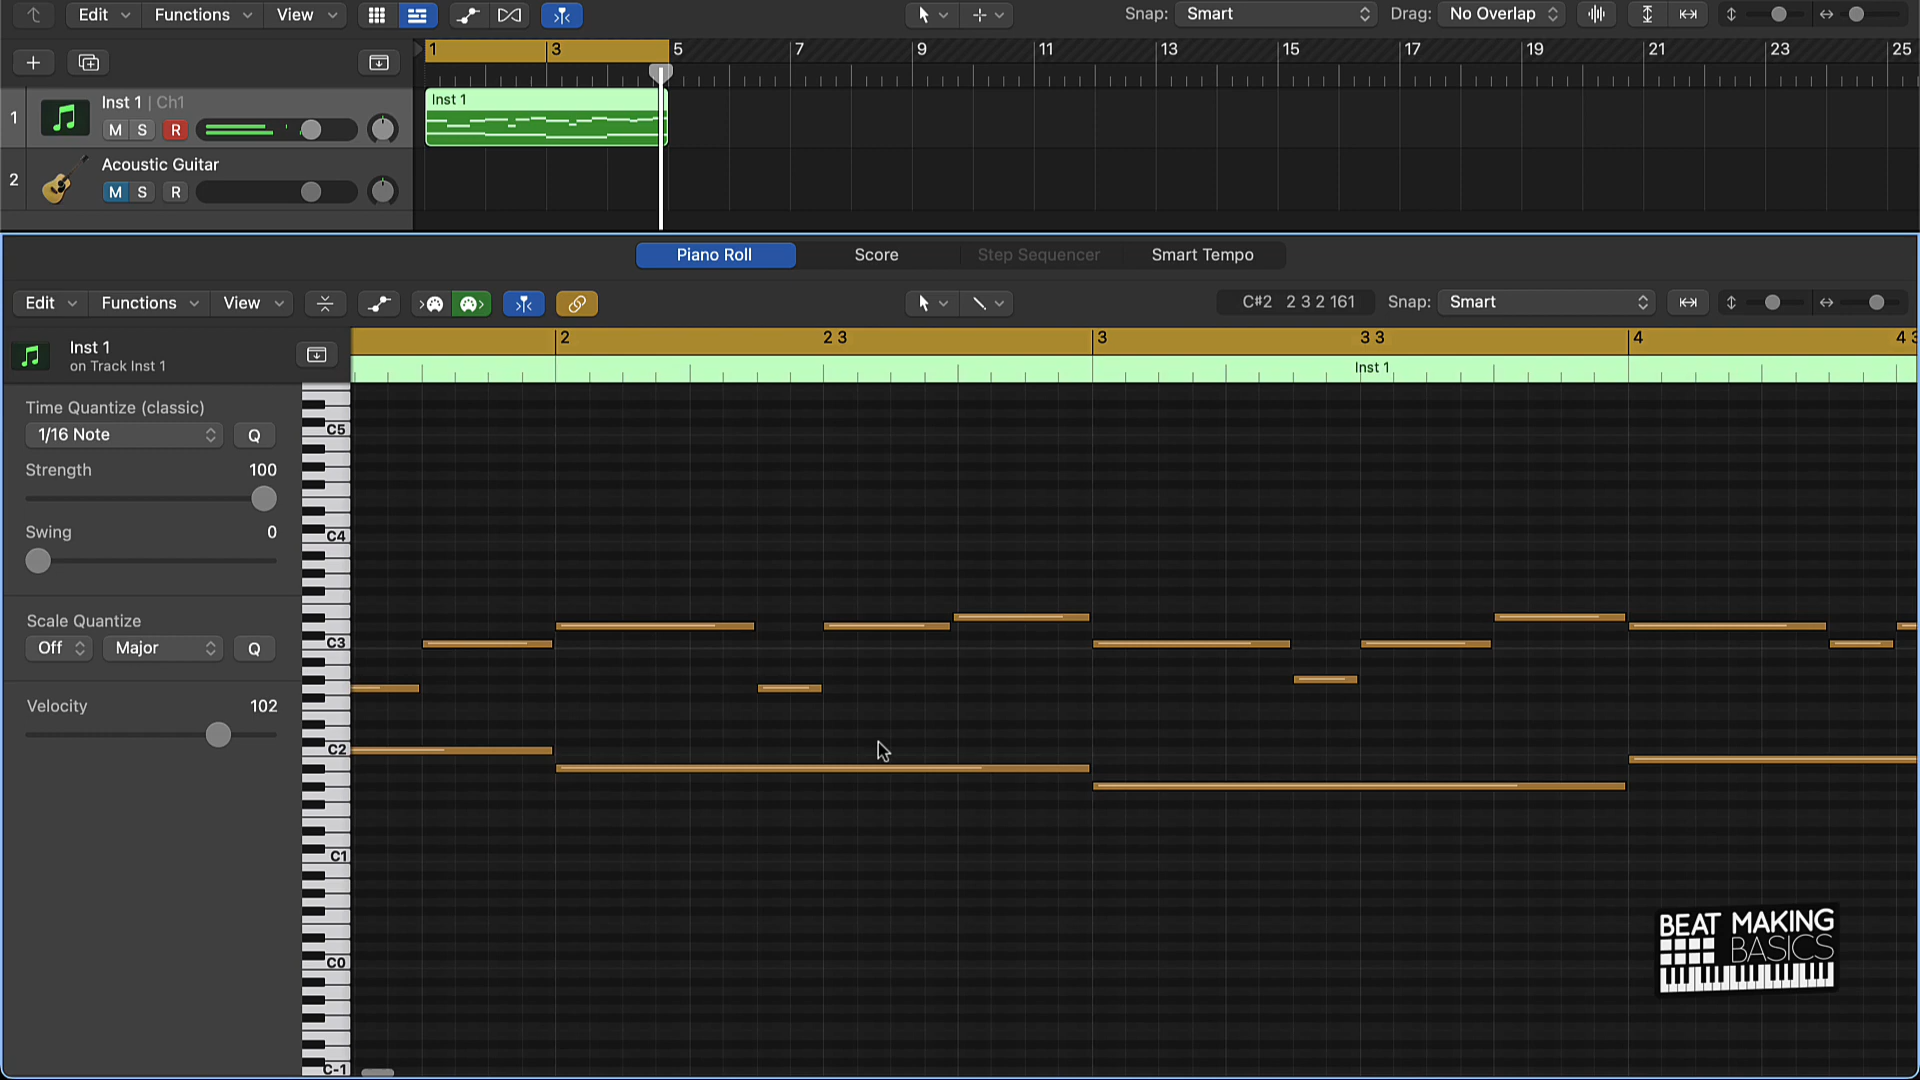 Edit Functions View Snap: Smart Drag: No Overlap
1 3 5 7 9 11 13 15 17 19 21 23 25
1 Inst 1 | Ch1
M S R
Inst 1
2 Acoustic Guitar
M S R
Piano Roll Score Step Sequencer Smart Tempo
Edit Functions View C#2 2 3 2 161 Snap: Smart
Inst 1
on Track Inst 1
2 2 3 3 3 3 4 4 3
Inst 1
Time Quantize (classic)
1/16 Note Q
Strength 100
Swing 0
Scale Quantize
Off Major Q
Velocity 102
C5
C4
C3
C2
C1
C0
C-1
BEAT MAKING
BASICS